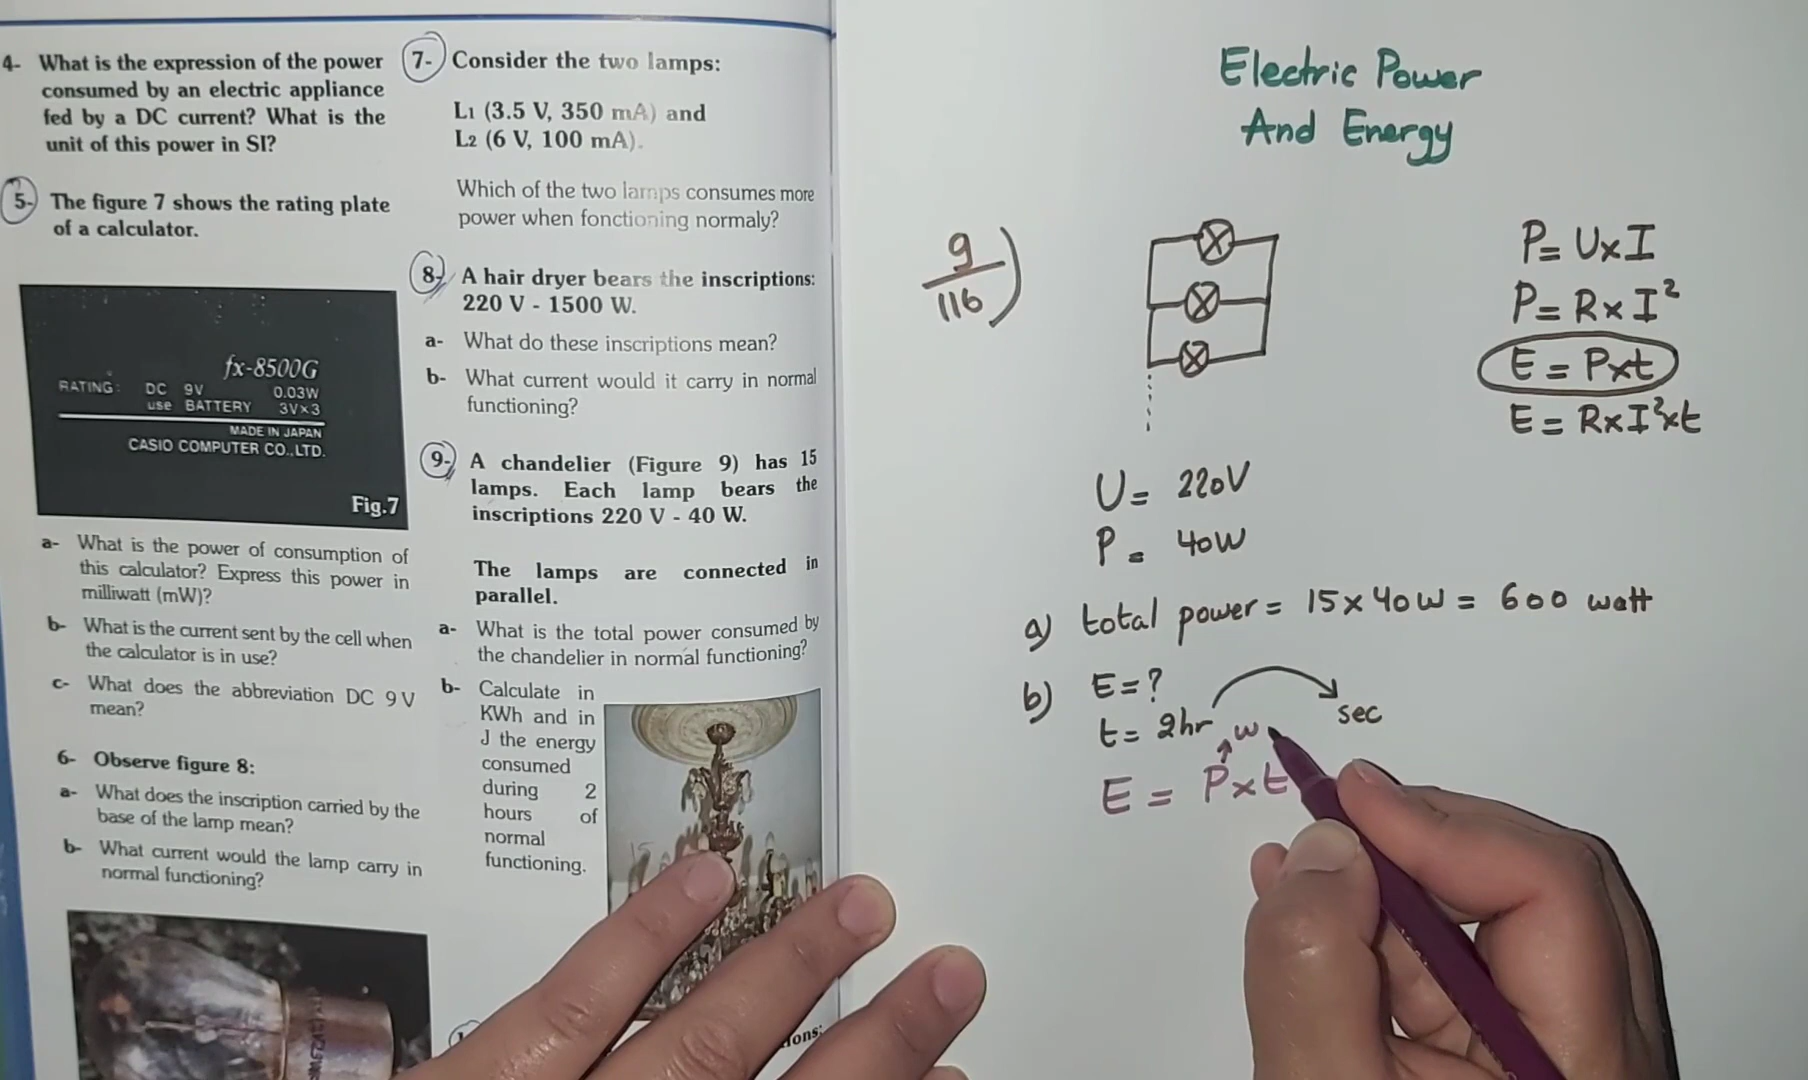 4- What is the expression of the power
consumed by an electric appliance
fed by a DC current? What is the
unit of this power in SI?
5- The figure 7 shows the rating plate
of a calculator.
fx-8500G
RATING: DC 9V 0.03W
use BATTERY 3V×3
MADE IN JAPAN
CASIO COMPUTER CO.,LTD.
Fig.7
a- What is the power of consumption of
this calculator? Express this power in
milliwatt (mW)?
b- What is the current sent by the cell when
the calculator is in use?
c- What does the abbreviation DC 9 V
mean?
6- Observe figure 8:
a- What does the inscription carried by the
base of the lamp mean?
b- What current would the lamp carry in
normal functioning?
7- Consider the two lamps:
L1 (3.5 V, 350 mA) and
L2 (6 V, 100 mA).
Which of the two lamps consumes more
power when fonctioning normaly?
8- A hair dryer bears the inscriptions:
220 V - 1500 W.
a- What do these inscriptions mean?
b- What current would it carry in normal
functioning?
9- A chandelier (Figure 9) has 15
lamps. Each lamp bears the
inscriptions 220 V - 40 W.
The lamps are connected in
parallel.
a- What is the total power consumed by
the chandelier in normal functioning?
b- Calculate in
KWh and in
J the energy
consumed
during 2
hours of
normal
functioning.
Electric Power
And Energy
9/116)
P = U×I
P = R×I²
E = P×t
E = R×I²×t
U = 220V
P = 40W
a) total power = 15×40W = 600 watt
b) E = ?
t = 2hr sec
w
E = P×t